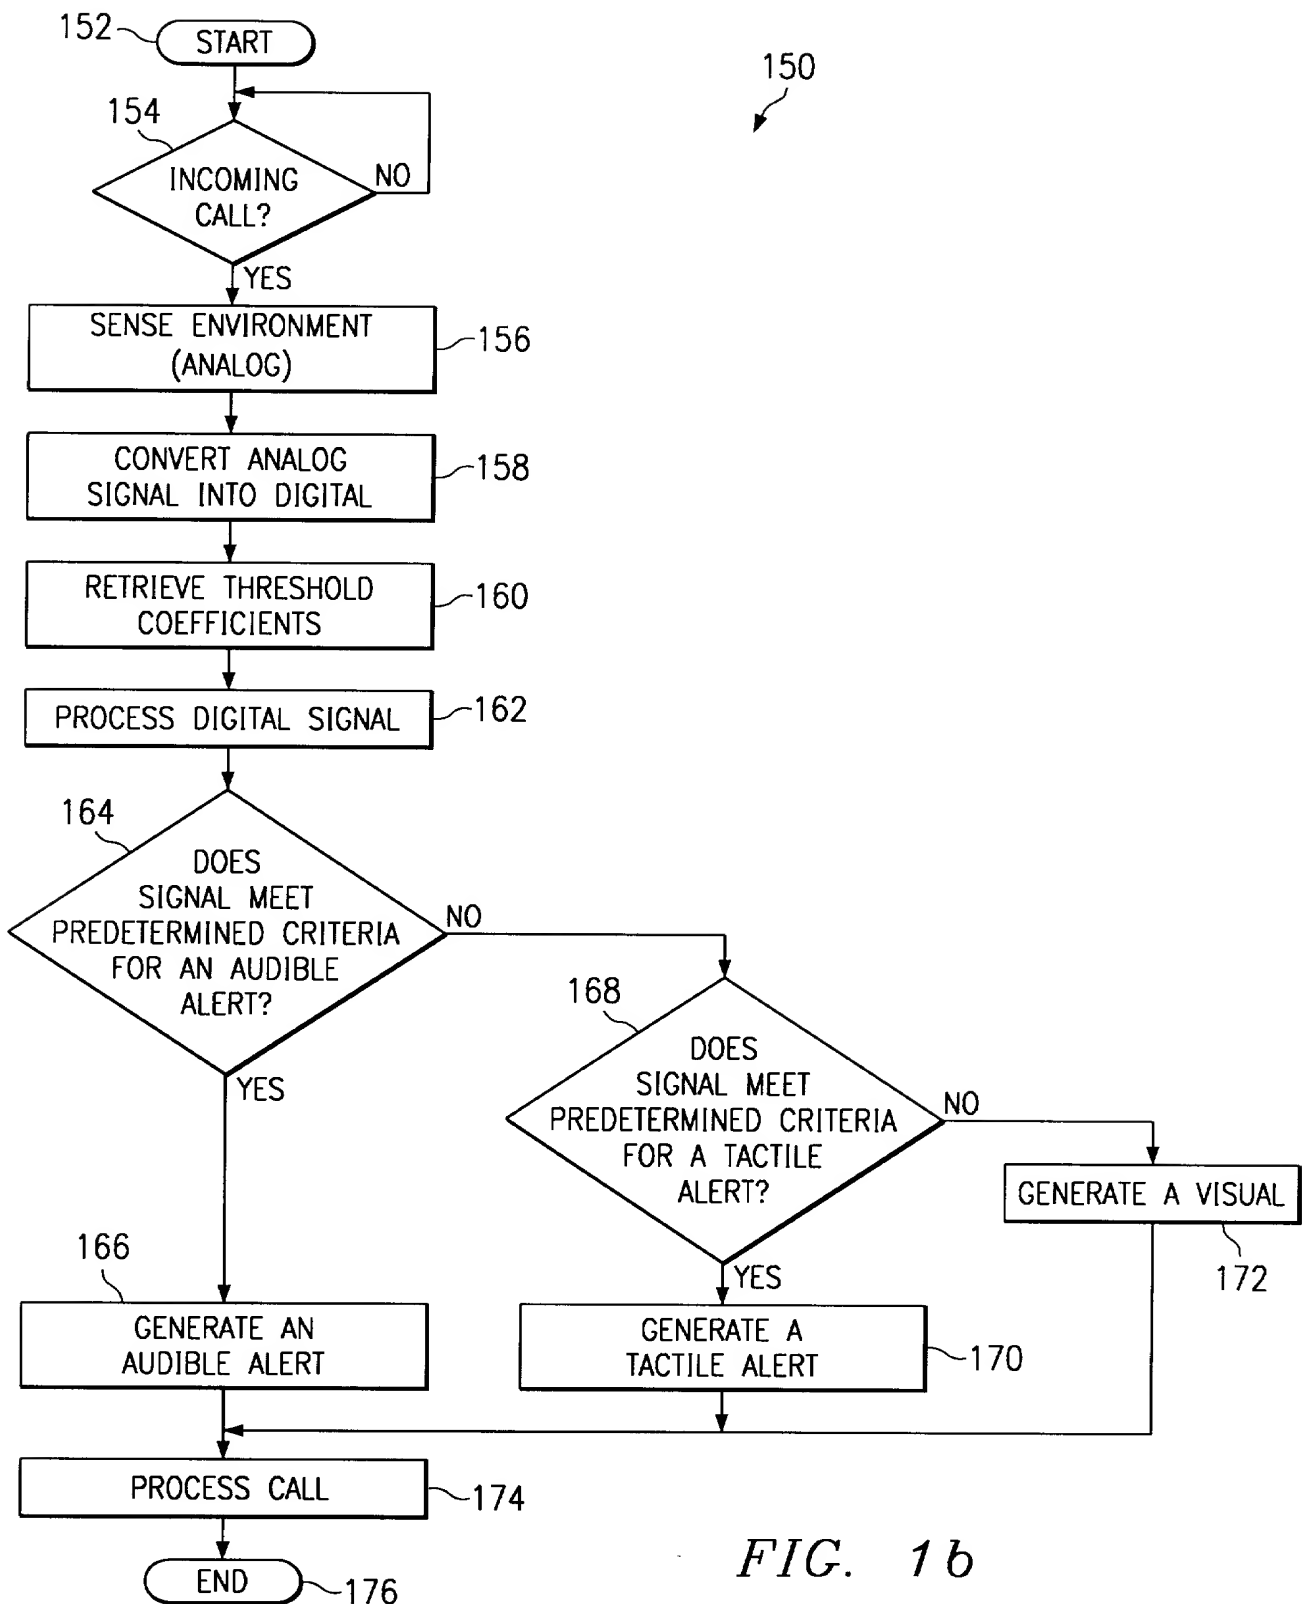 152
START
150
154
INCOMING
CALL?
NO
YES
SENSE ENVIRONMENT
(ANALOG)
156
CONVERT ANALOG
SIGNAL INTO DIGITAL
158
RETRIEVE THRESHOLD
COEFFICIENTS
160
PROCESS DIGITAL SIGNAL
162
164
DOES
SIGNAL MEET
PREDETERMINED CRITERIA
FOR AN AUDIBLE
ALERT?
NO
YES
168
DOES
SIGNAL MEET
PREDETERMINED CRITERIA
FOR A TACTILE
ALERT?
NO
YES
GENERATE A VISUAL
172
166
GENERATE AN
AUDIBLE ALERT
GENERATE A
TACTILE ALERT
170
PROCESS CALL
174
END
176
FIG. 1b